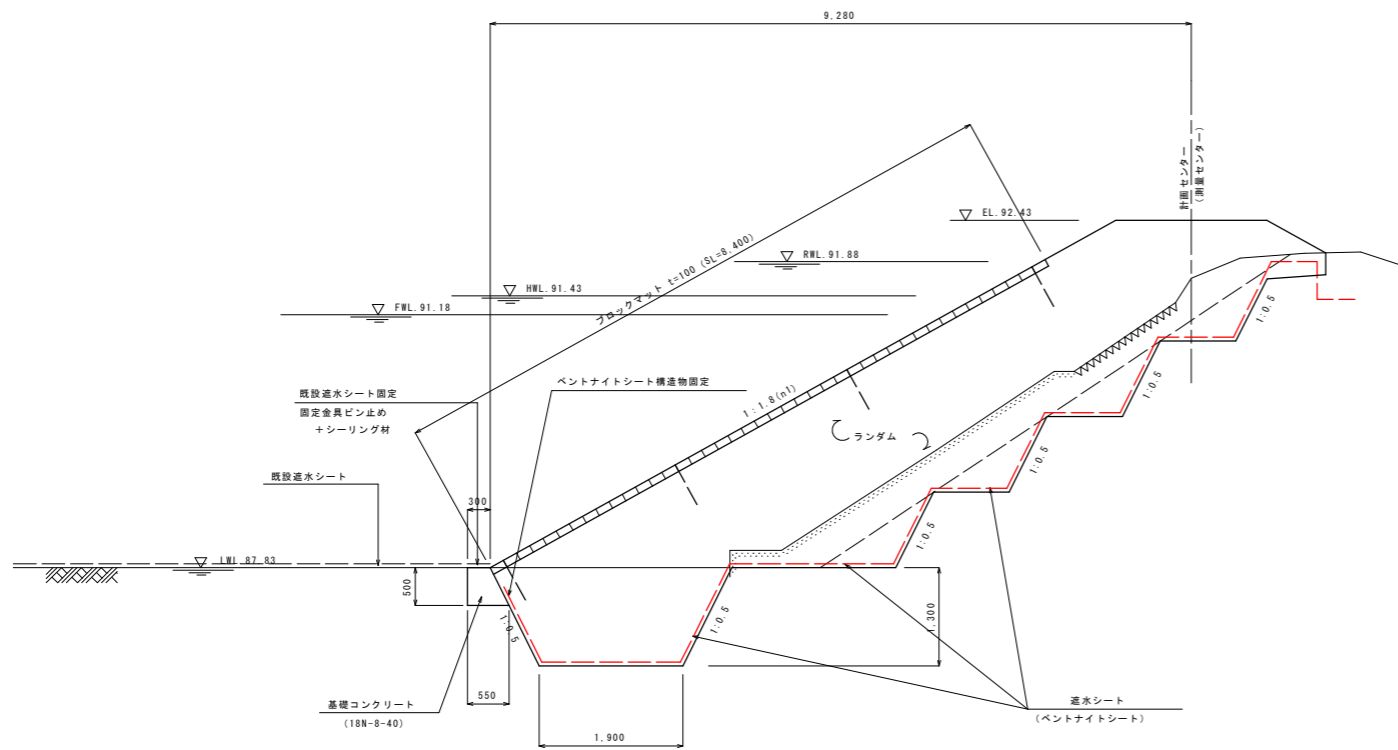 9,280
計画センター
(測量センター)
EL.92.43
RWL.91.88
ブロックマット t=100 (SL=8,400)
HWL.91.43
FWL.91.18
既設遮水シート固定
固定金具ピン止め
+シーリング材
ベントナイトシート構造物固定
1:1.8(n1)
ランダム
1:0.5
1:0.5
1:0.5
1:0.5
既設遮水シート
300
LWL.87.83
500
1:0.5
1:0.5
1,300
550
基礎コンクリート
(18N-8-40)
1,900
遮水シート
(ベントナイトシート)